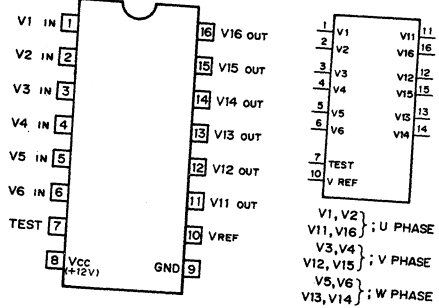 V1 IN 1
V2 IN 2
V3 IN 3
V4 IN 4
V5 IN 5
V6 IN 6
TEST 7
8 VCC
(+12V)
16 V16 OUT
15 V15 OUT
14 V14 OUT
13 V13 OUT
12 V12 OUT
11 V11 OUT
10 VREF
GND 9
1 V1 V11 11
2 V2 V16 16
3 V3 V12 12
4 V4 V15 15
5 V5 V13 13
6 V6 V14 14
7 TEST
10 V REF
V1, V2
V11, V16 } ; U PHASE
V3, V4
V12, V15 } ; V PHASE
V5, V6
V13, V14 } ; W PHASE